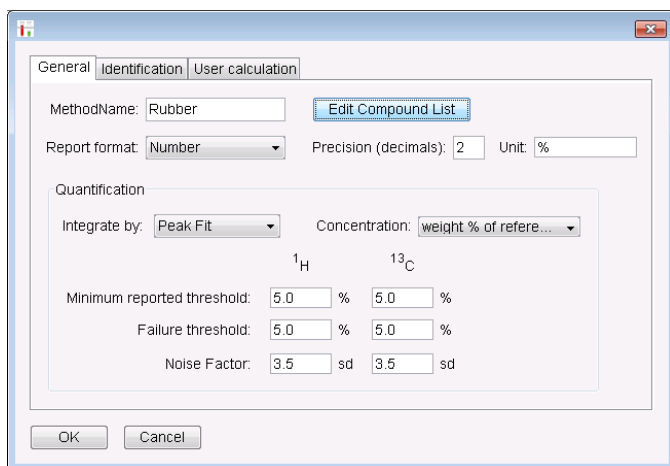 General Identification User calculation
MethodName: Rubber Edit Compound List
Report format: Number Precision (decimals): 2 Unit: %
Quantification
Integrate by: Peak Fit Concentration: weight % of refere...
¹H ¹³C
Minimum reported threshold: 5.0 % 5.0 %
Failure threshold: 5.0 % 5.0 %
Noise Factor: 3.5 sd 3.5 sd
OK Cancel